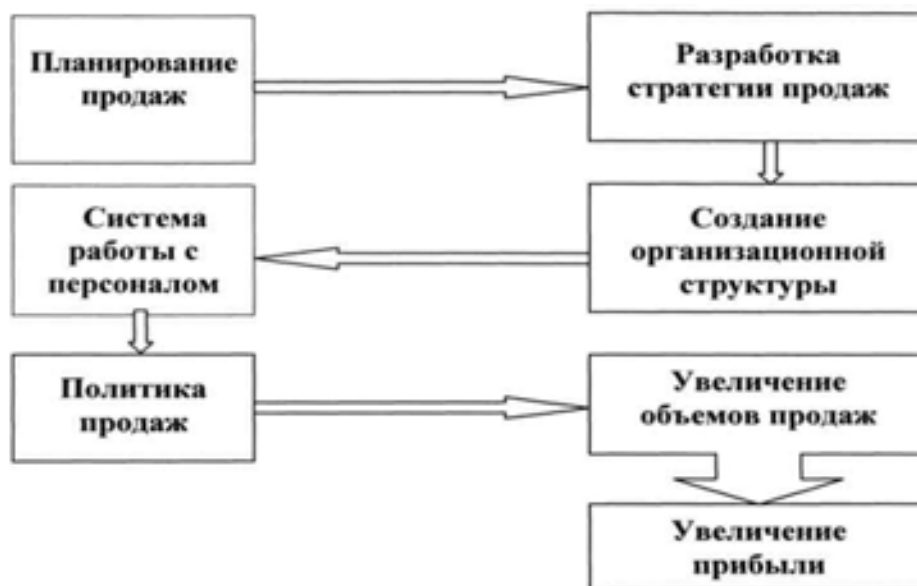 Планирование
продаж
Разработка
стратегии продаж
Система
работы с
персоналом
Создание
организационной
структуры
Политика
продаж
Увеличение
объемов продаж
Увеличение
прибыли